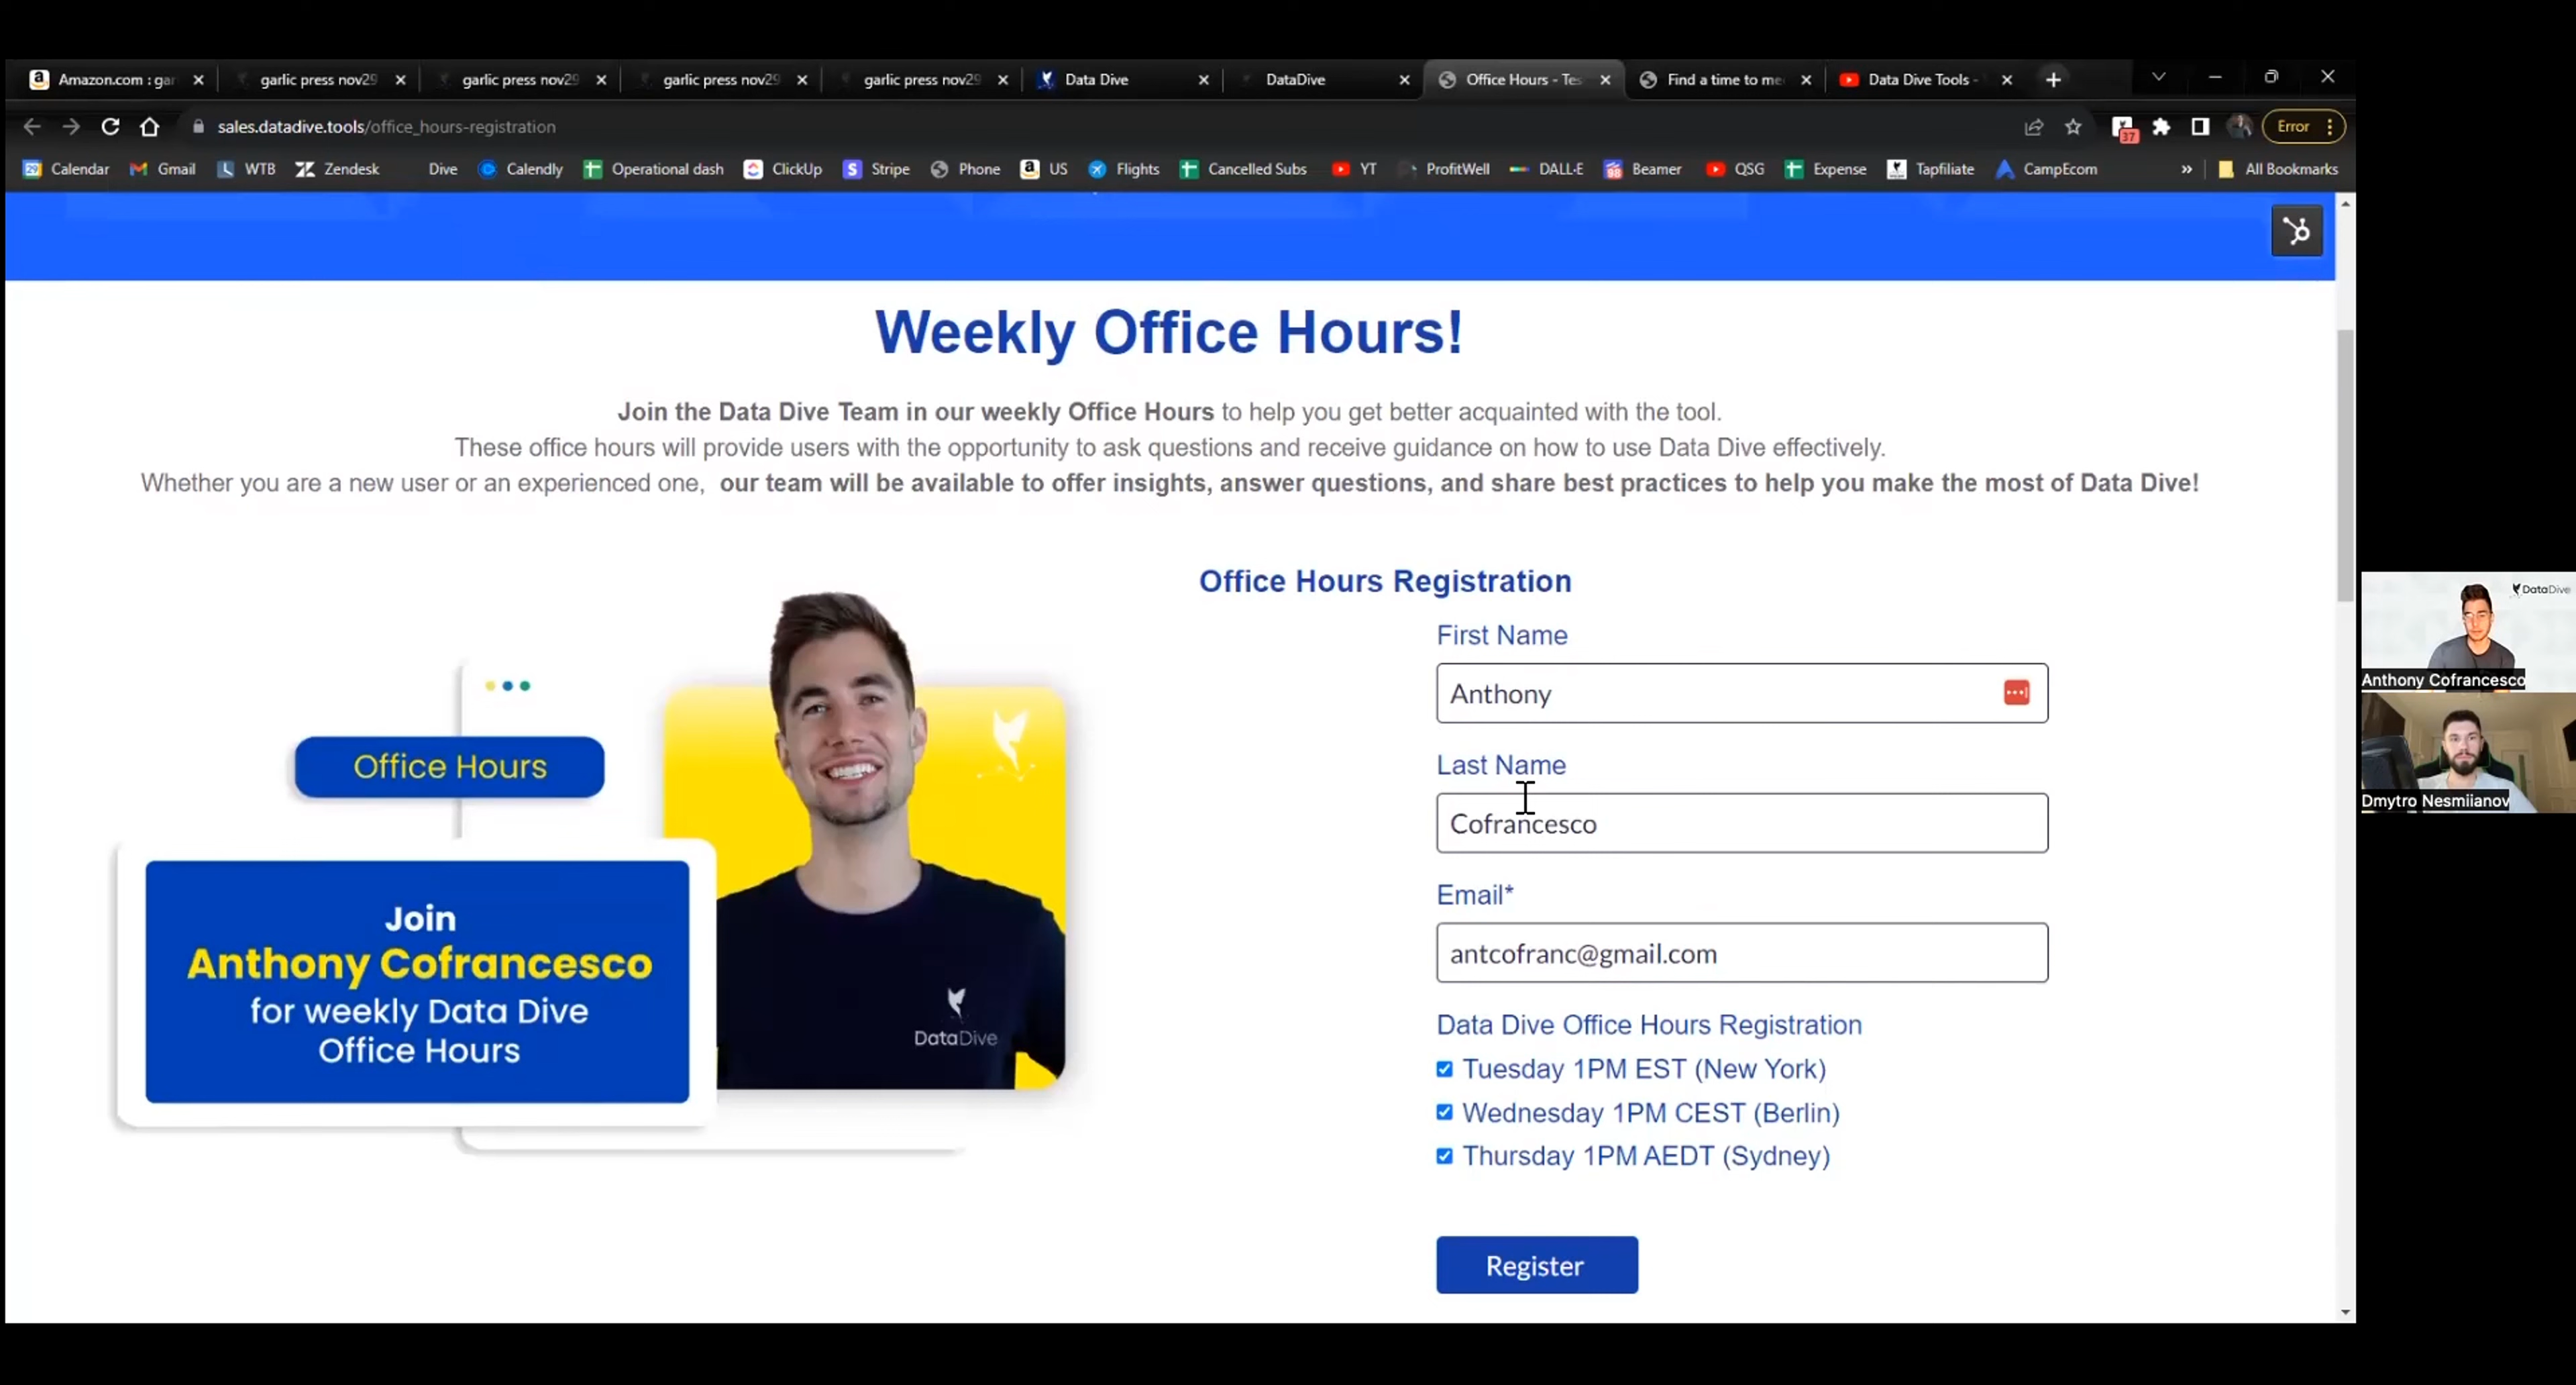 Amazon.com : gar
garlic press nov29
garlic press nov29
garlic press nov29
garlic press nov29
Data Dive
DataDive
Office Hours - Tes
Find a time to me
Data Dive Tools -
sales.datadive.tools/office_hours-registration
37
Error
Calendar
Gmail
WTB
Zendesk
Dive
Calendly
Operational dash
ClickUp
Stripe
Phone
US
Flights
Cancelled Subs
YT
ProfitWell
DALL-E
Beamer
QSG
Expense
Tapfiliate
CampEcom
All Bookmarks
Weekly Office Hours!
Join the Data Dive Team in our weekly Office Hours to help you get better acquainted with the tool.
These office hours will provide users with the opportunity to ask questions and receive guidance on how to use Data Dive effectively.
Whether you are a new user or an experienced one, our team will be available to offer insights, answer questions, and share best practices to help you make the most of Data Dive!
Office Hours
Join
Anthony Cofrancesco
for weekly Data Dive
Office Hours
DataDive
Office Hours Registration
First Name
Anthony
Last Name
Cofrancesco
Email*
antcofranc@gmail.com
Data Dive Office Hours Registration
Tuesday 1PM EST (New York)
Wednesday 1PM CEST (Berlin)
Thursday 1PM AEDT (Sydney)
Register
DataDive
Anthony Cofrancesco
Dmytro Nesmiianov